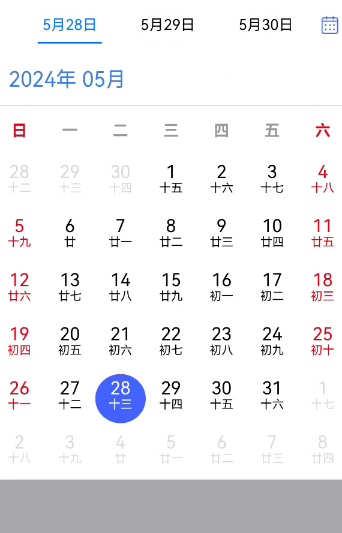 5月28日 5月29日 5月30日
2024年 05月
日 一 二 三 四 五 六
28 29 30 1 2 3 4
十二 十三 十四 十五 十六 十七 十八
5 6 7 8 9 10 11
十九 廿 廿一 廿二 廿三 廿四 廿五
12 13 14 15 16 17 18
廿六 廿七 廿八 廿九 初一 初二 初三
19 20 21 22 23 24 25
初四 初五 初六 初七 初八 初九 初十
26 27 28 29 30 31 1
十一 十二 十三 十四 十五 十六 十七
2 3 4 5 6 7 8
十八 十九 廿 廿一 廿二 廿三 廿四